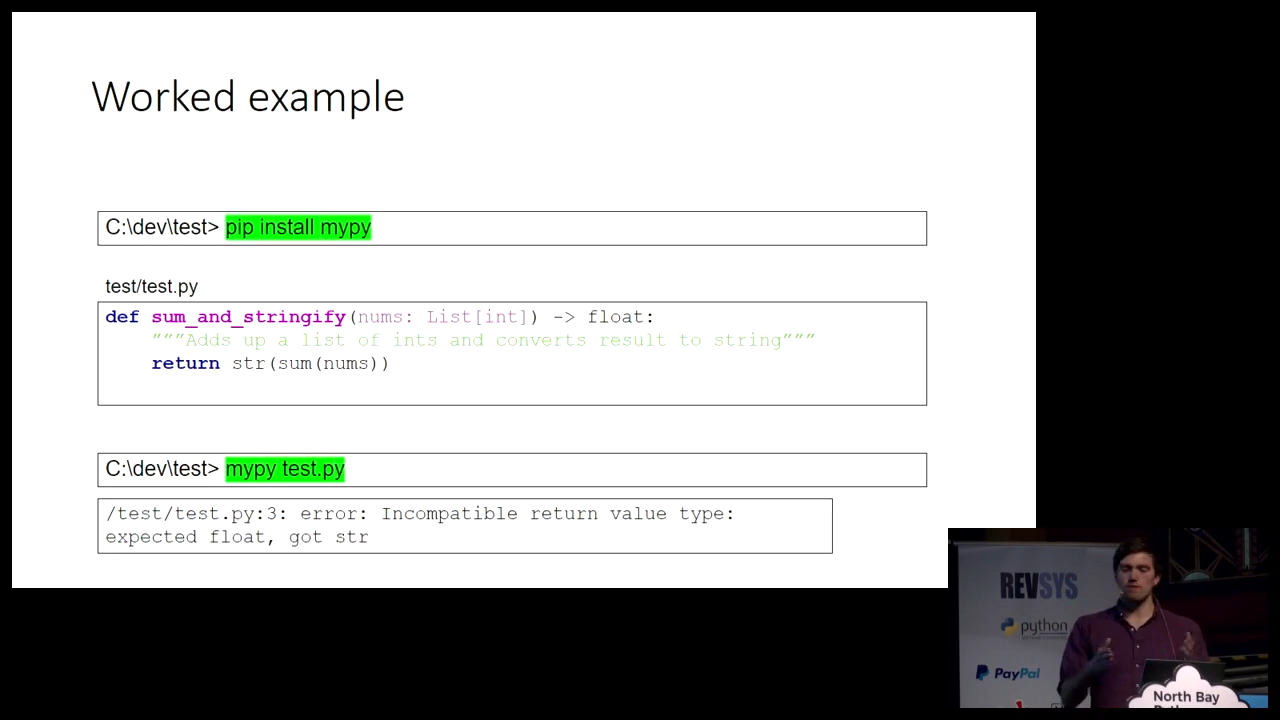 Worked example
C:\dev\test> pip install mypy
test/test.py
def sum_and_stringify(nums: List[int]) -> float:
”””Adds up a list of ints and converts result to string”””
return str(sum(nums))
C:\dev\test> mypy test.py
/test/test.py:3: error: Incompatible return value type:
expected float, got str
REVSYS
python
PayPal
North Bay